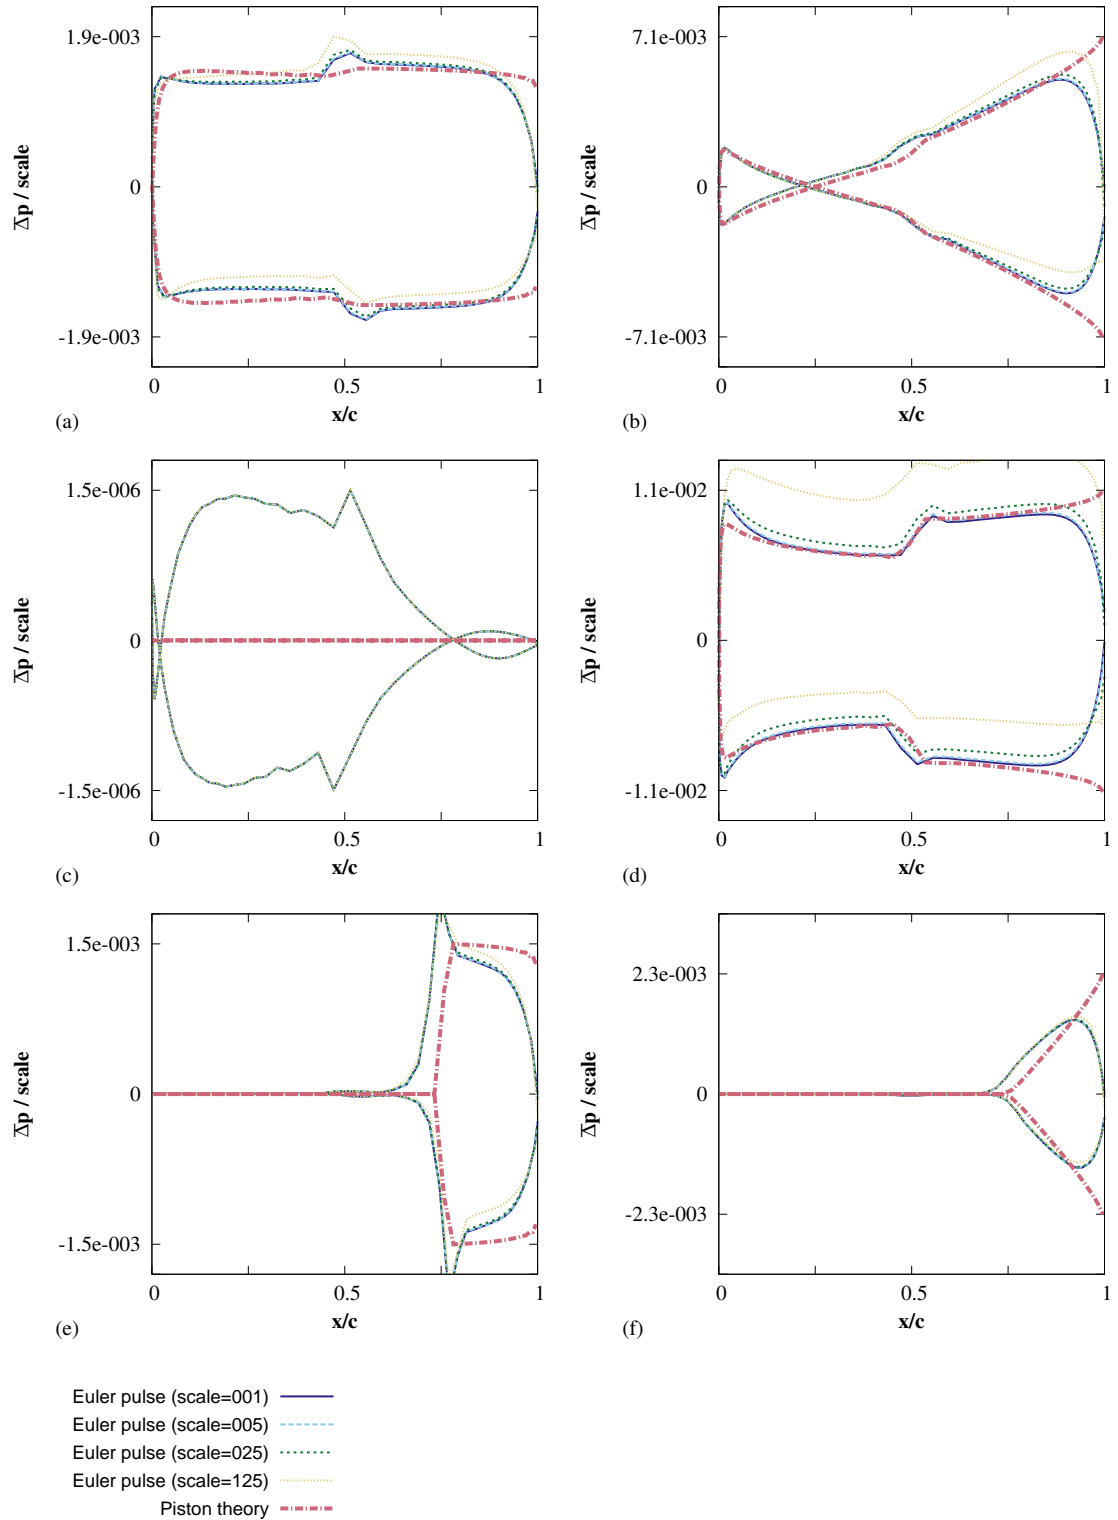 1.9e-003
0
-1.9e-003
Δp / scale
0
0.5
1
x/c
(a)
7.1e-003
0
-7.1e-003
Δp / scale
0
0.5
1
x/c
(b)
1.5e-006
0
-1.5e-006
Δp / scale
0
0.5
1
x/c
(c)
1.1e-002
0
-1.1e-002
Δp / scale
0
0.5
1
x/c
(d)
1.5e-003
0
-1.5e-003
Δp / scale
0
0.5
1
x/c
(e)
2.3e-003
0
-2.3e-003
Δp / scale
0
0.5
1
x/c
(f)
Euler pulse (scale=001)
Euler pulse (scale=005)
Euler pulse (scale=025)
Euler pulse (scale=125)
Piston theory